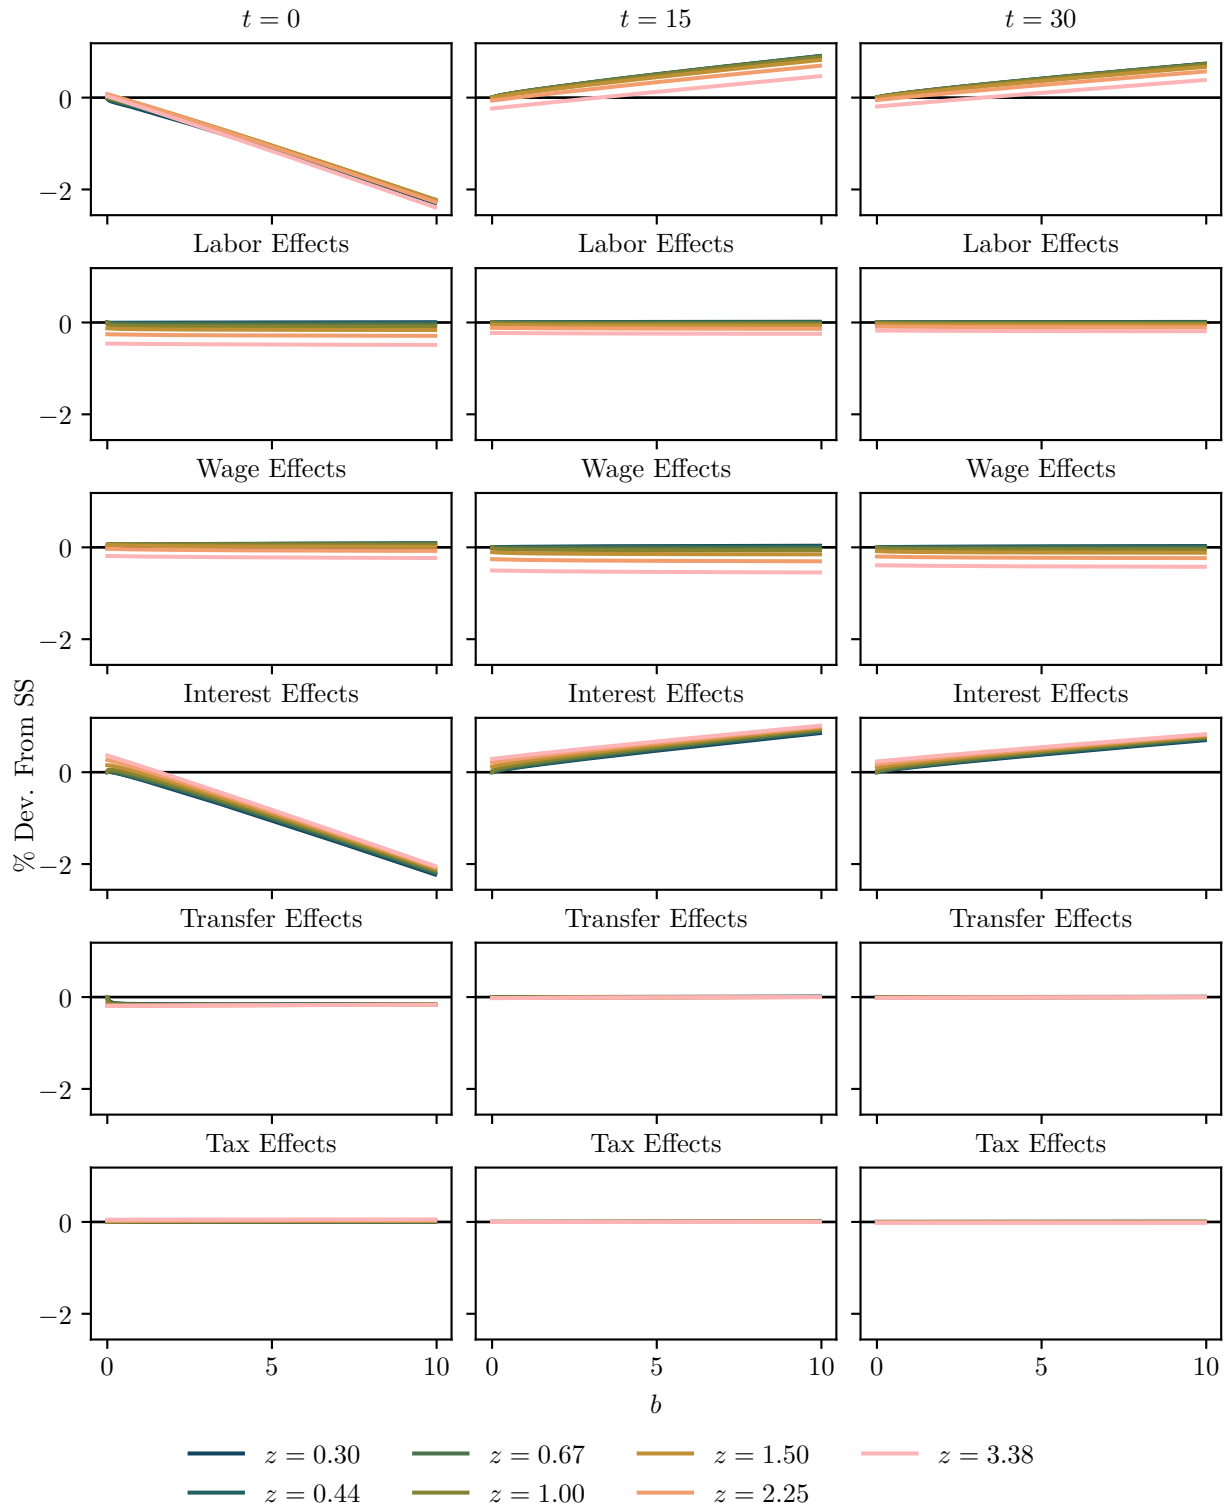 t = 0 t = 15 t = 30
0
−2
Labor Effects Labor Effects Labor Effects
0
−2
Wage Effects Wage Effects Wage Effects
0
−2
Interest Effects Interest Effects Interest Effects
0
−2
% Dev. From SS
Transfer Effects Transfer Effects Transfer Effects
0
−2
Tax Effects Tax Effects Tax Effects
0
−2
0 5 10 0 5 10 0 5 10
b
z = 0.30 z = 0.67 z = 1.50 z = 3.38
z = 0.44 z = 1.00 z = 2.25